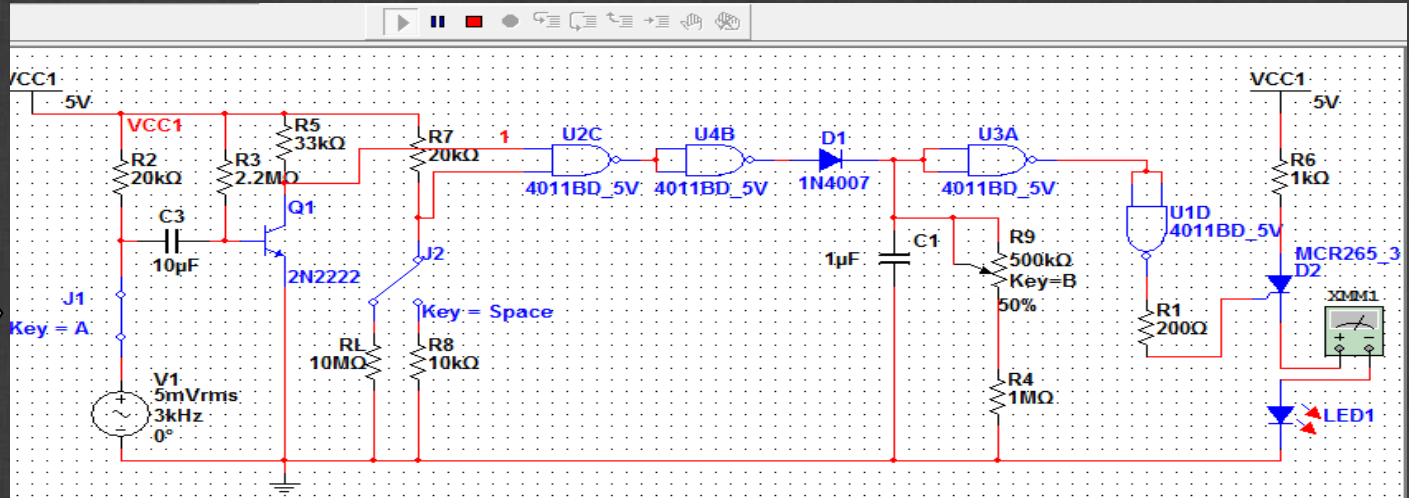 VCC1
5V
VCC1
R2
20kΩ
R3
2.2MΩ
R5
33kΩ
R7
20kΩ
1
U2C
4011BD_5V
U4B
4011BD_5V
D1
1N4007
U3A
4011BD_5V
VCC1
5V
R6
1kΩ
C3
10µF
Q1
2N2222
J2
Key = Space
J1
Key = A
RL
10MΩ
R8
10kΩ
V1
5mVrms
3kHz
0°
1µF
C1
R9
500kΩ
Key=B
50%
R4
1MΩ
U1D
4011BD_5V
R1
200Ω
MCR265_3
D2
XMM1
LED1